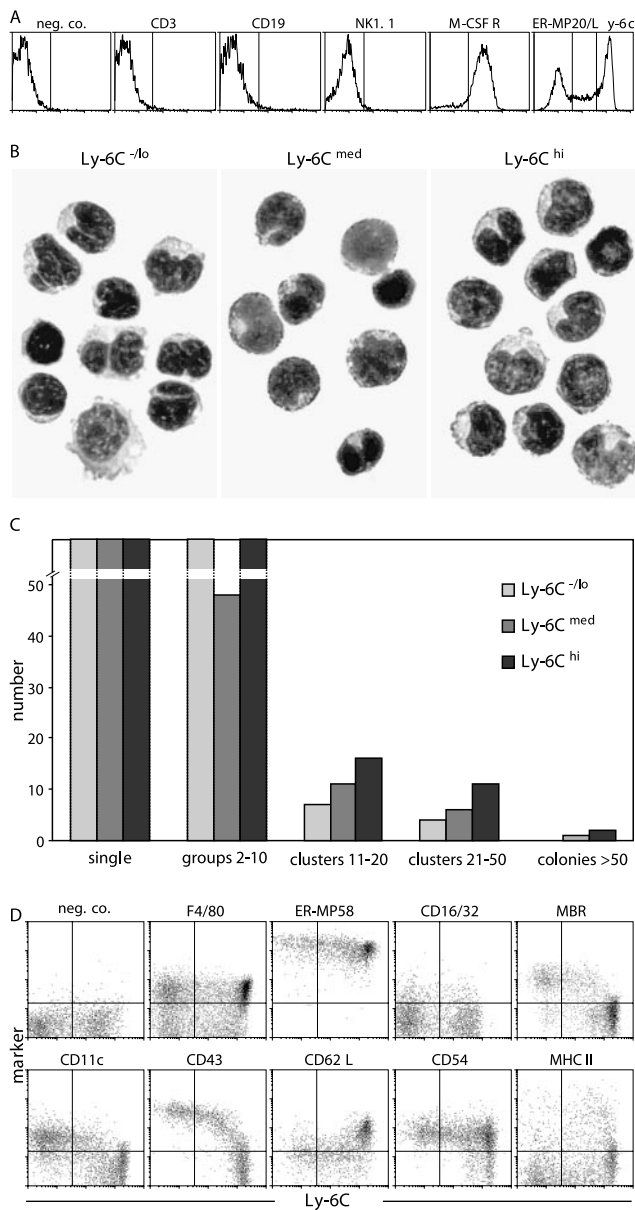 A
neg. co. CD3 CD19 NK1. 1 M-CSF R ER-MP20/L y-6c
B
Ly-6C -/lo Ly-6C med Ly-6C hi
C
number
50
40
30
20
10
0
Ly-6C -/lo
Ly-6C med
Ly-6C hi
single groups 2-10 clusters 11-20 clusters 21-50 colonies >50
D
neg. co. F4/80 ER-MP58 CD16/32 MBR
marker
CD11c CD43 CD62 L CD54 MHC II
Ly-6C